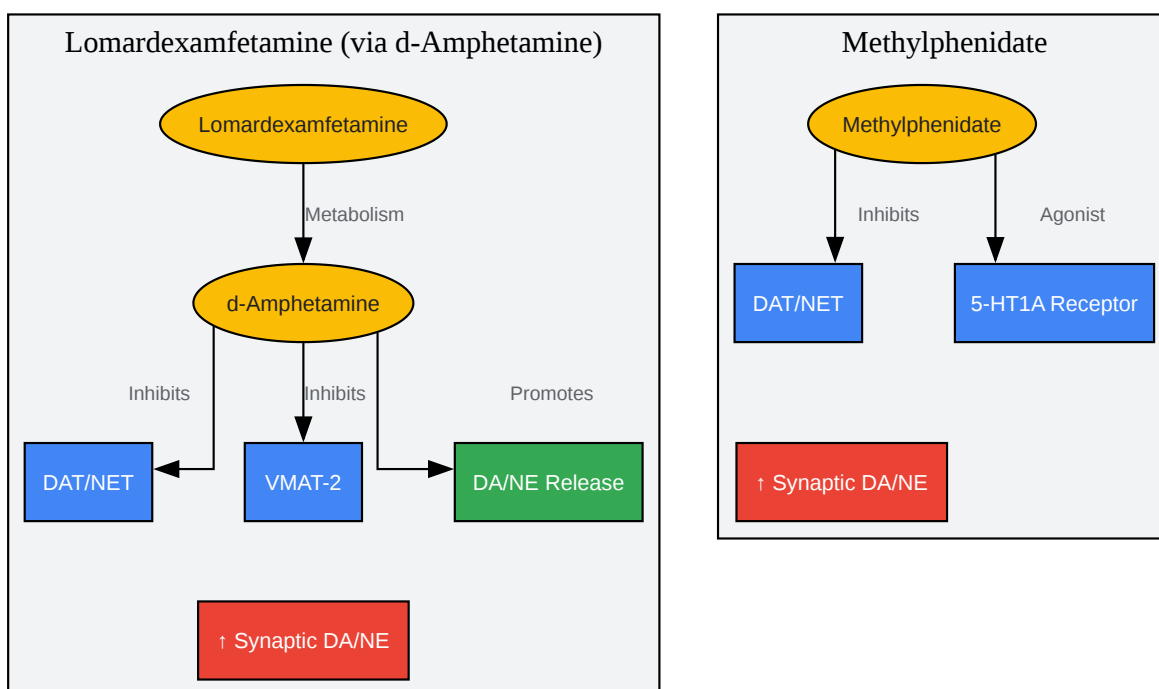 Lomardexamfetamine (via d-Amphetamine)
Lomardexamfetamine
Metabolism
d-Amphetamine
Inhibits
Inhibits
Promotes
DAT/NET
VMAT-2
DA/NE Release
↑ Synaptic DA/NE
Methylphenidate
Methylphenidate
Inhibits
Agonist
DAT/NET
5-HT1A Receptor
↑ Synaptic DA/NE